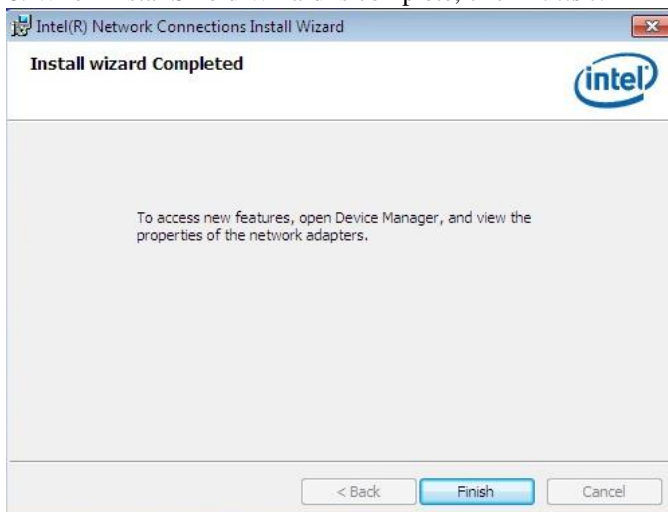 Intel(R) Network Connections Install Wizard
Install wizard Completed
intel
To access new features, open Device Manager, and view the
properties of the network adapters.
< Back
Finish
Cancel